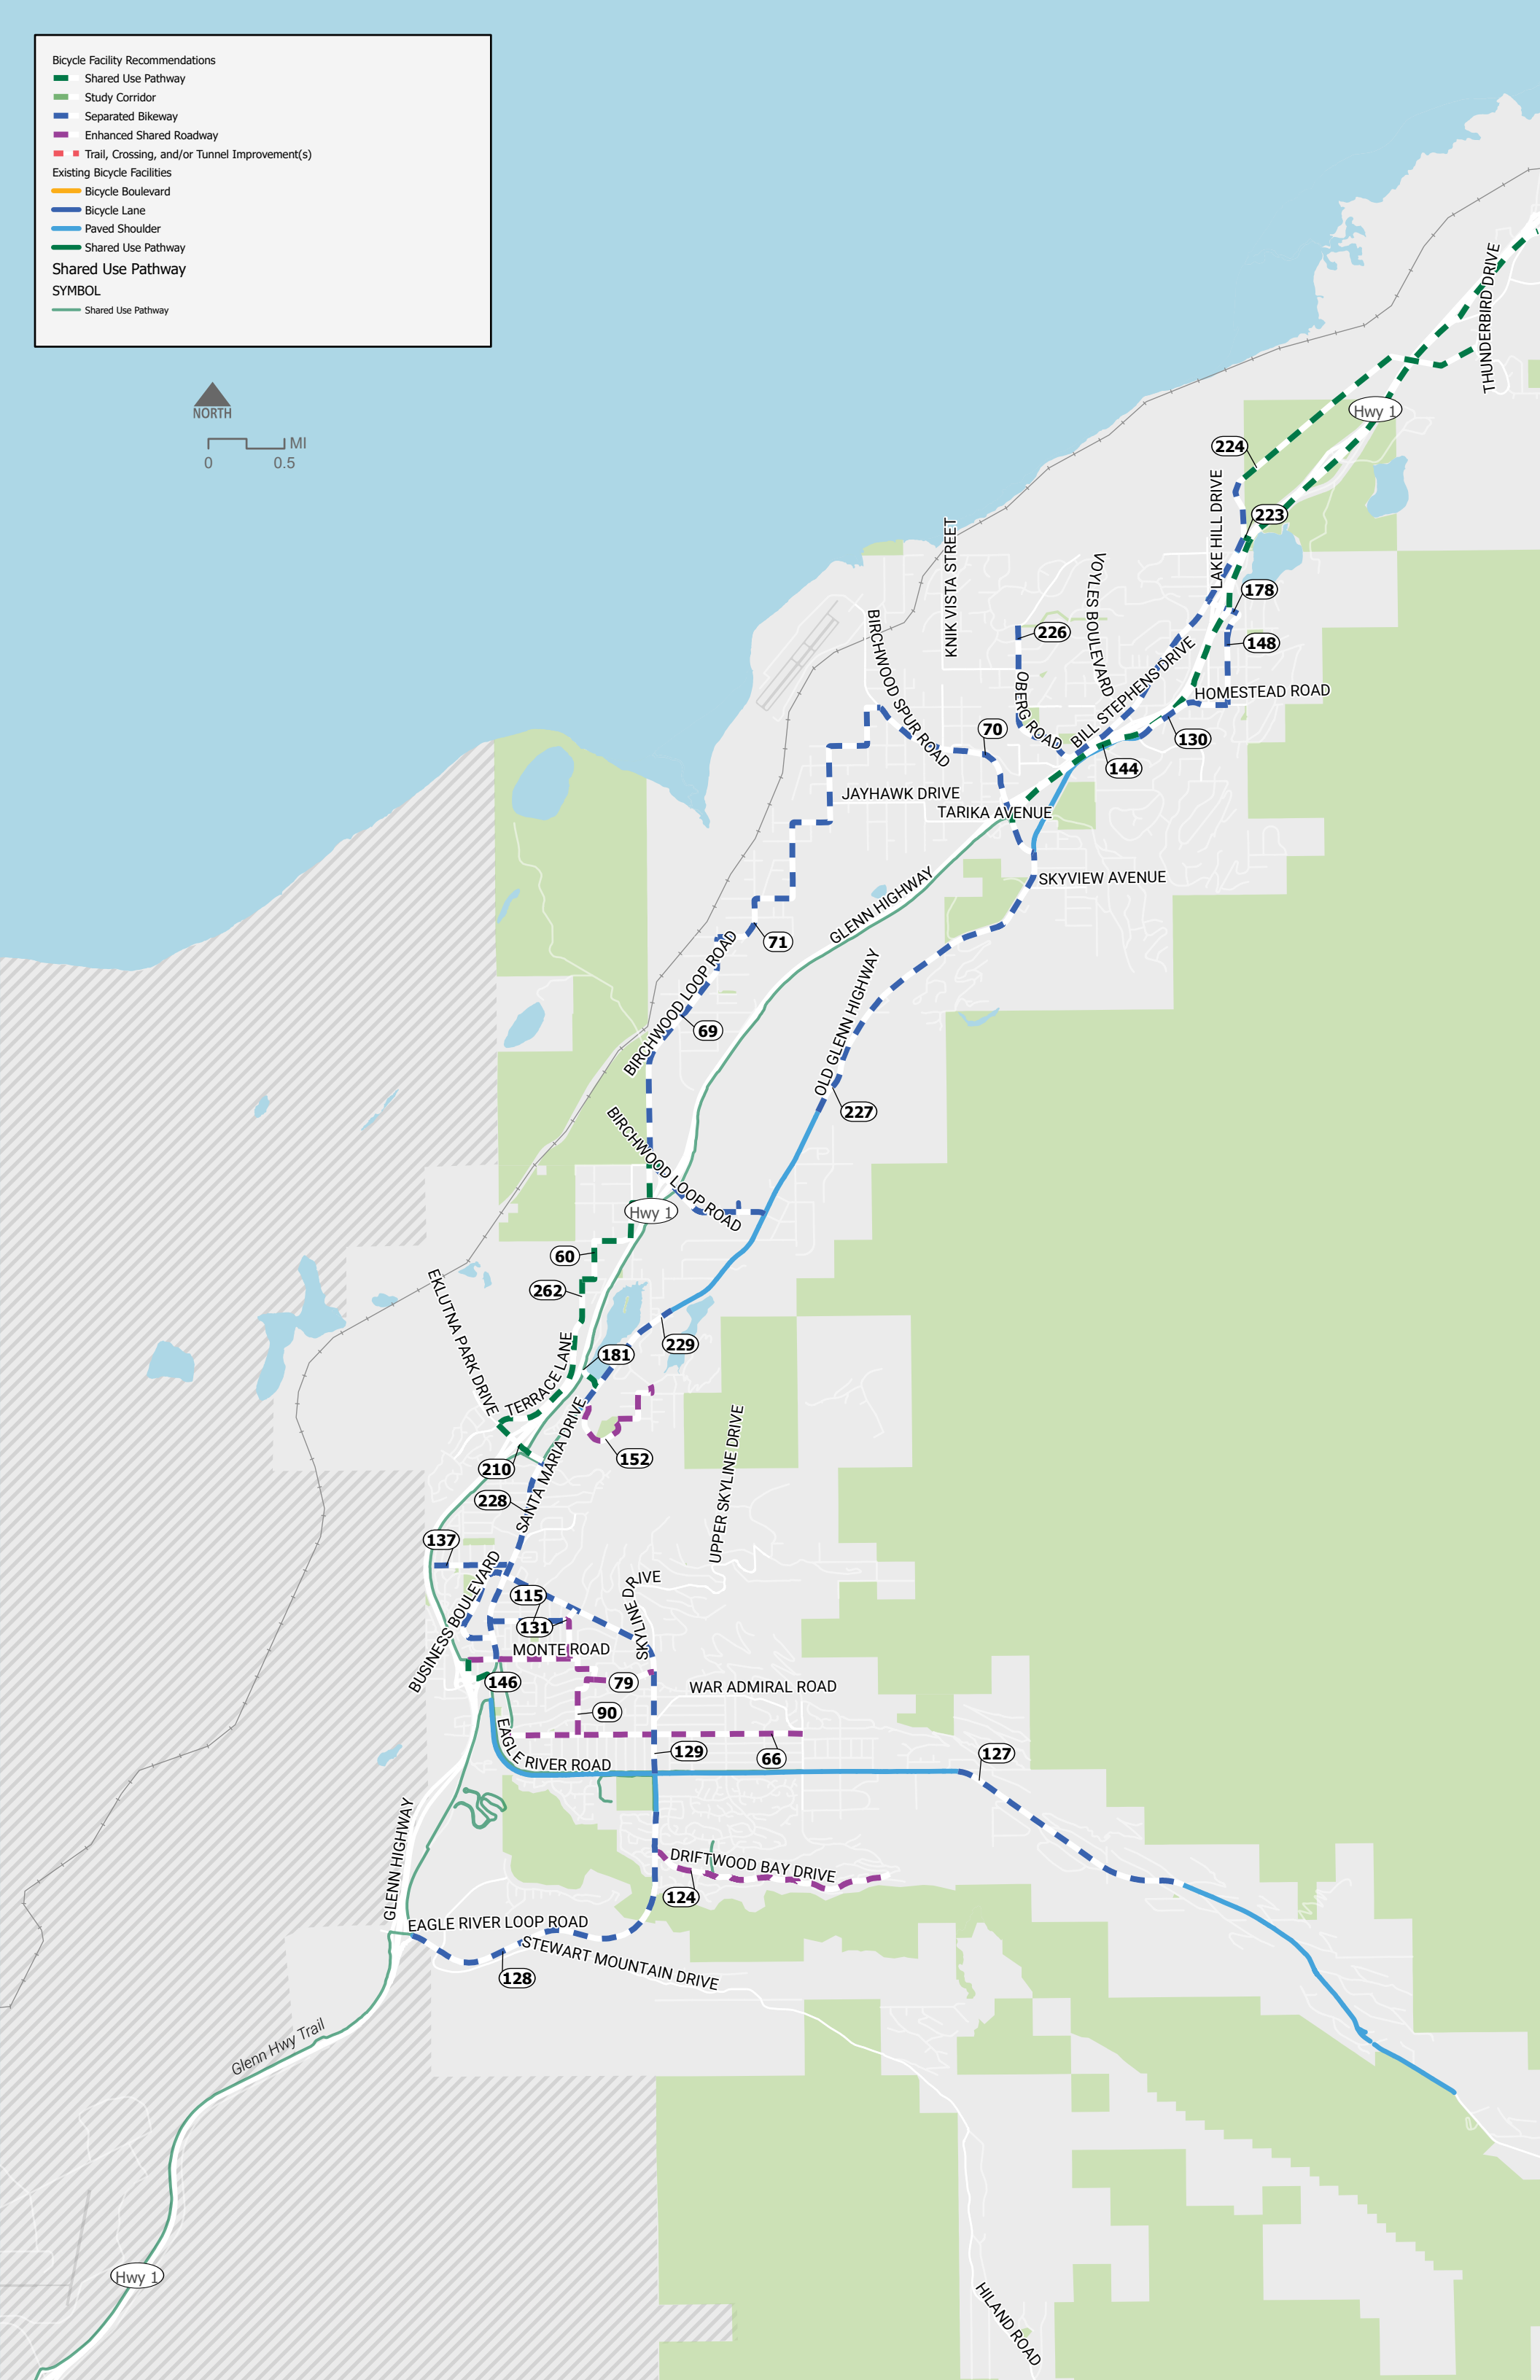 Bicycle Facility Recommendations
Shared Use Pathway
Study Corridor
Separated Bikeway
Enhanced Shared Roadway
Trail, Crossing, and/or Tunnel Improvement(s)
Existing Bicycle Facilities
Bicycle Boulevard
Bicycle Lane
Paved Shoulder
Shared Use Pathway
Shared Use Pathway
SYMBOL
Shared Use Pathway
NORTH
MI
0 0.5
THUNDERBIRD DRIVE
Hwy 1
224
LAKE HILL DRIVE
223
KNIK VISTA STREET
VOYLES BOULEVARD
178
BIRCHWOOD SPUR ROAD
226
148
BILL STEPHENS DRIVE
HOMESTEAD ROAD
OBERG ROAD
70
130
144
JAYHAWK DRIVE
TARIKA AVENUE
SKYVIEW AVENUE
GLENN HIGHWAY
71
BIRCHWOOD LOOP ROAD
OLD GLENN HIGHWAY
69
227
BIRCHWOOD LOOP ROAD
Hwy 1
60
262
EKLUTNA PARK DRIVE
TERRACE LANE
229
181
SANTA MARIA DRIVE
152
210
UPPER SKYLINE DRIVE
228
137
BUSINESS BOULEVARD
SKYLINE DRIVE
115
131
MONTE ROAD
146
79
WAR ADMIRAL ROAD
90
EAGLE RIVER ROAD
129
66
127
GLENN HIGHWAY
DRIFTWOOD BAY DRIVE
124
EAGLE RIVER LOOP ROAD
STEWART MOUNTAIN DRIVE
128
Glenn Hwy Trail
Hwy 1
HILAND ROAD